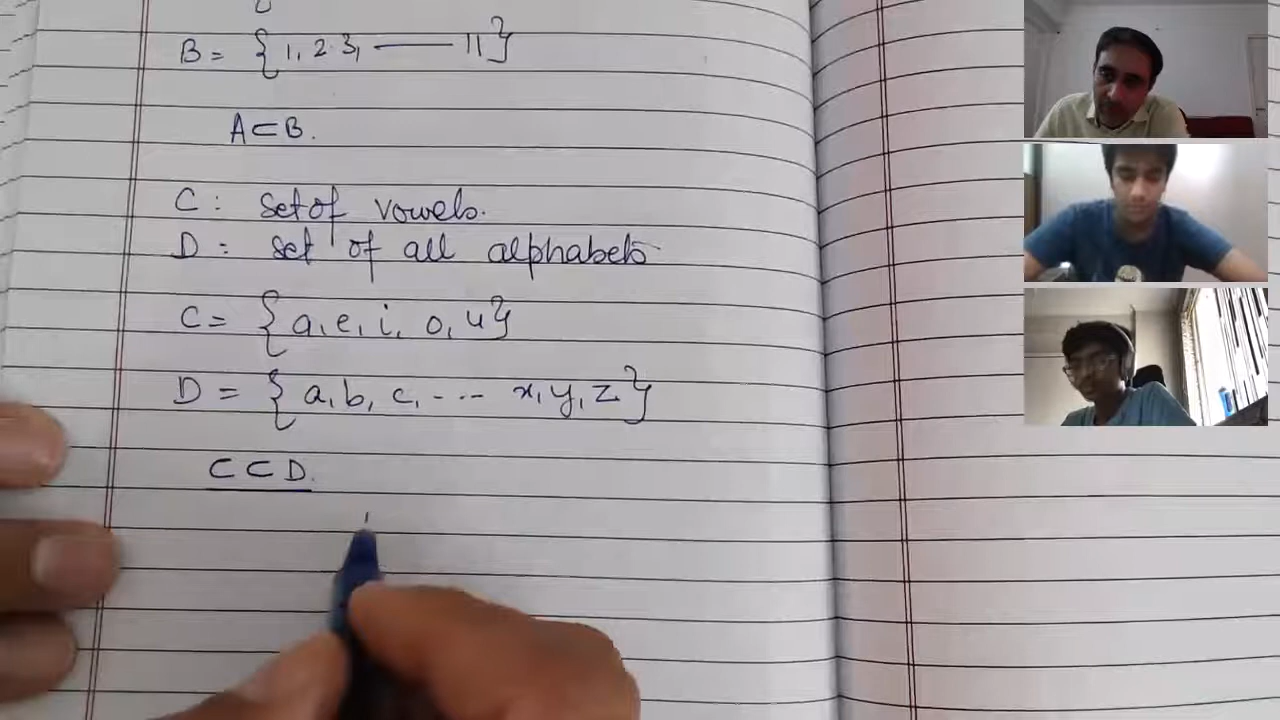 B = { 1, 2 3, —— 11 }
A ⊂ B.
C : set of vowels.
D : set of all alphabets
C = { a, e, i, o, u }
D = { a, b, c, .... x, y, z }
C ⊂ D.